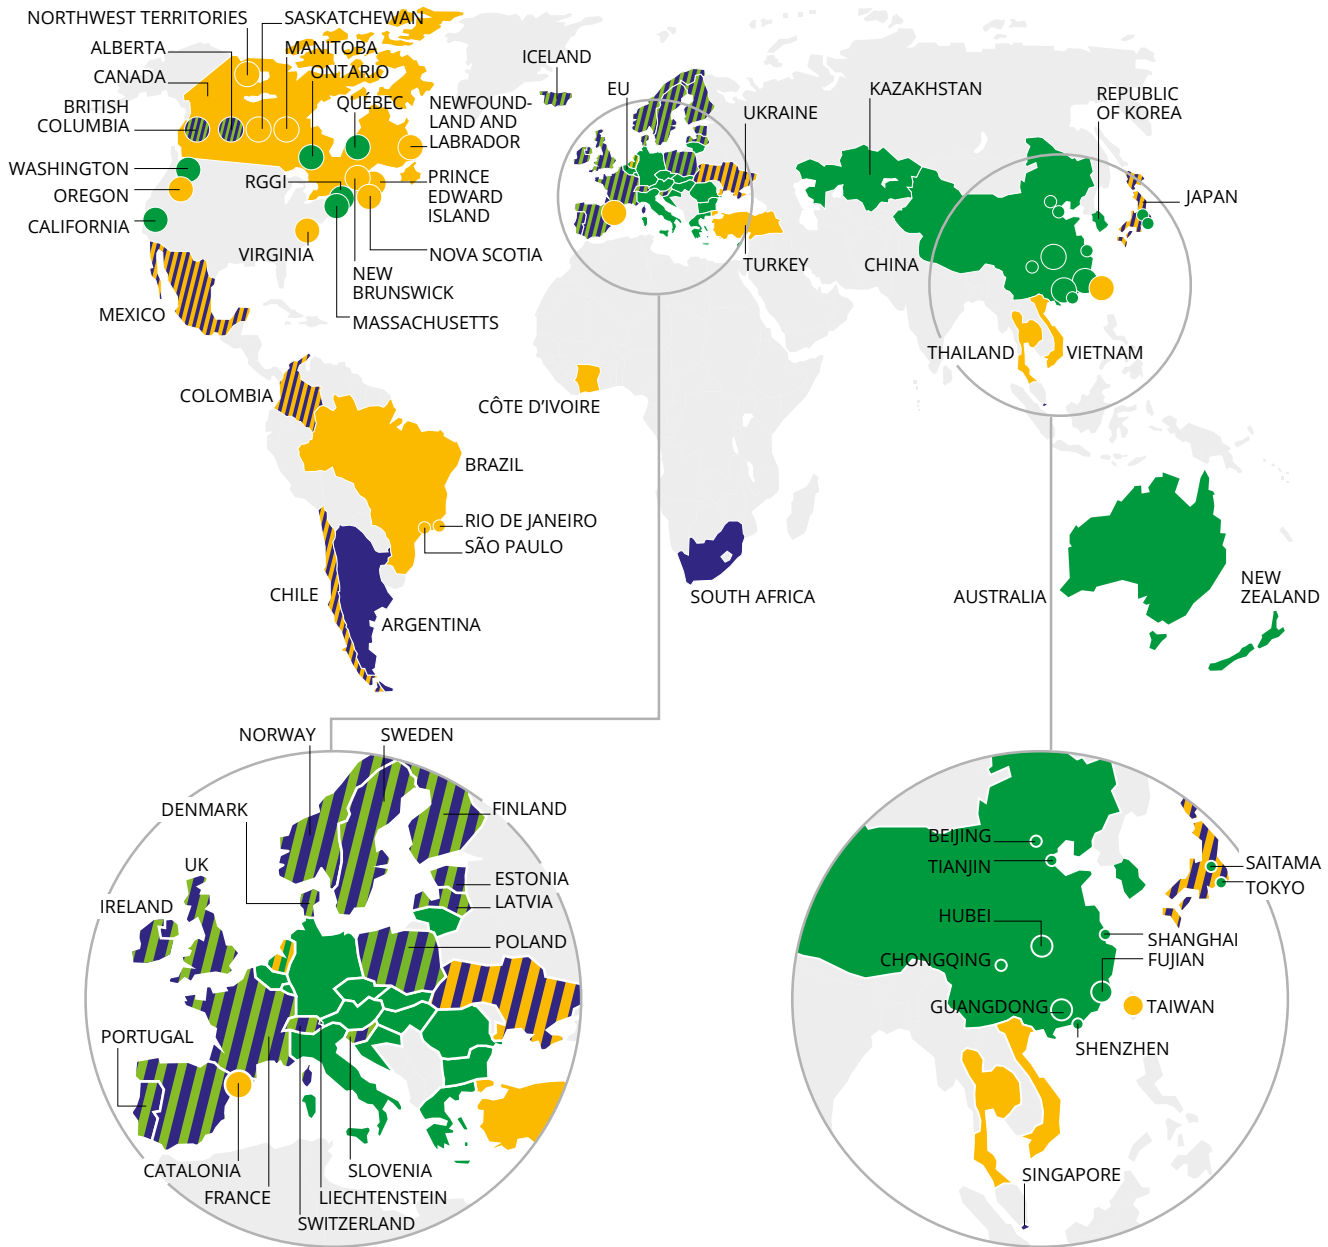 NORTHWEST TERRITORIES
SASKATCHEWAN
ALBERTA
MANITOBA
CANADA
ONTARIO
BRITISH
COLUMBIA
QUÉBEC
NEWFOUND-
LAND AND
LABRADOR
WASHINGTON
OREGON
CALIFORNIA
RGGI
PRINCE
EDWARD
ISLAND
VIRGINIA
NOVA SCOTIA
NEW
BRUNSWICK
MASSACHUSETTS
MEXICO
ICELAND
EU
UKRAINE
KAZAKHSTAN
REPUBLIC
OF KOREA
JAPAN
TURKEY
CHINA
THAILAND
VIETNAM
COLOMBIA
CÔTE D’IVOIRE
BRAZIL
RIO DE JANEIRO
SÃO PAULO
CHILE
ARGENTINA
SOUTH AFRICA
AUSTRALIA
NEW
ZEALAND
NORWAY
SWEDEN
DENMARK
FINLAND
UK
IRELAND
ESTONIA
LATVIA
POLAND
PORTUGAL
CATALONIA
FRANCE
SLOVENIA
LIECHTENSTEIN
SWITZERLAND
BEIJING
TIANJIN
SAITAMA
TOKYO
HUBEI
SHANGHAI
FUJIAN
CHONGQING
GUANGDONG
TAIWAN
SHENZHEN
SINGAPORE